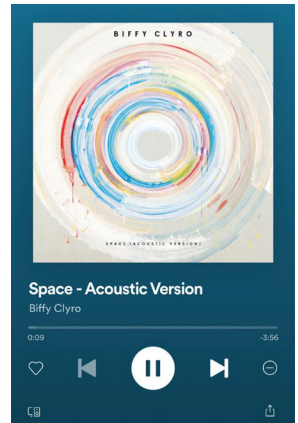 BIFFY CLYRO
SPACE (ACOUSTIC VERSION)
Space - Acoustic Version
Biffy Clyro
0:09 -3:56